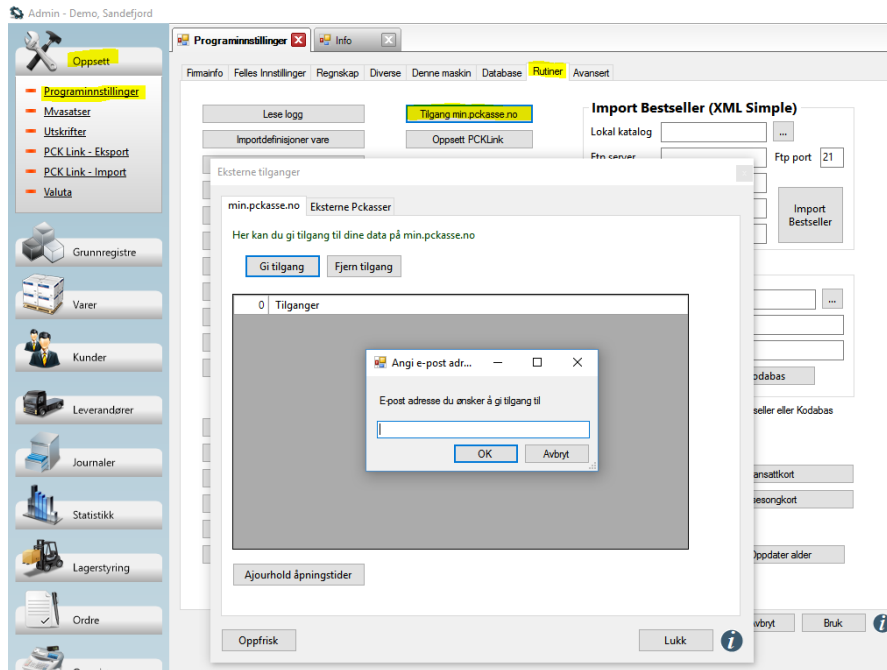 Admin - Demo, Sandefjord
Oppsett
Programinnstillinger
Mvasatser
Utskrifter
PCK Link - Eksport
PCK Link - Import
Valuta
Grunnregistre
Varer
Kunder
Leverandører
Journaler
Statistikk
Lagerstyring
Ordre
Programinnstillinger
Info
Firmainfo Felles Innstillinger Regnskap Diverse Denne maskin Database Rutiner Avansert
Lese logg
Tilgang min.pckasse.no
Importdefinisjoner vare
Oppsett PCKLink
Import Bestseller (XML Simple)
Lokal katalog
...
Ftp server
Ftp port 21
Import
Bestseller
...
odabas
seller eller Kodabas
ansattkort
esongkort
Oppdater alder
vbryt
Bruk
Eksterne tilganger
min.pckasse.no Eksterne Pckasser
Her kan du gi tilgang til dine data på min.pckasse.no
Gi tilgang
Fjern tilgang
0 Tilganger
Angi e-post adr...
E-post adresse du ønsker å gi tilgang til
OK
Avbryt
Ajourhold åpningstider
Oppfrisk
Lukk